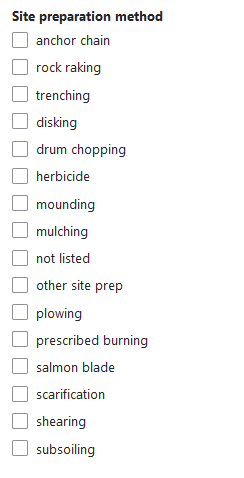 Site preparation method
anchor chain
rock raking
trenching
disking
drum chopping
herbicide
mounding
mulching
not listed
other site prep
plowing
prescribed burning
salmon blade
scarification
shearing
subsoiling